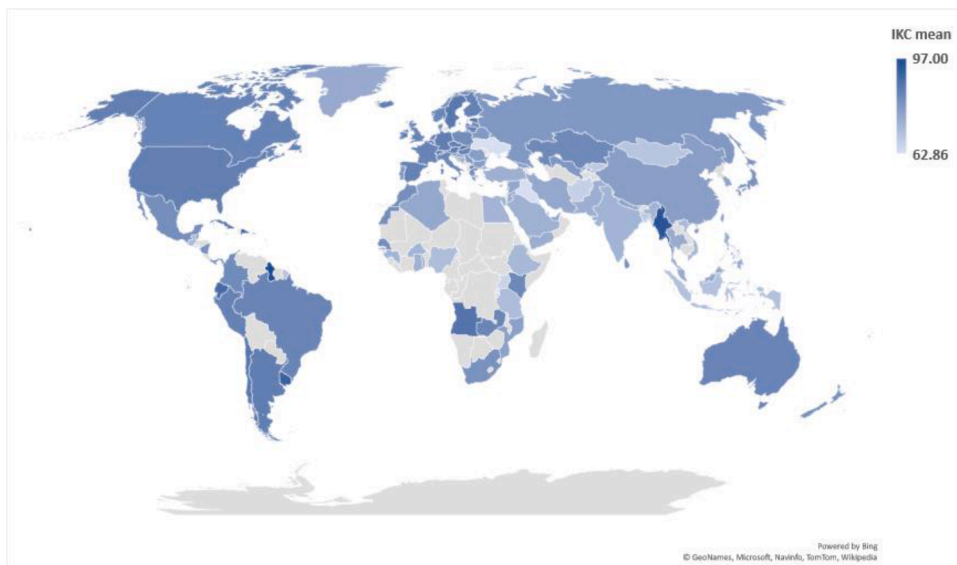 IKC mean
97.00
62.86
Powered by Bing
© GeoNames, Microsoft, Navinfo, TomTom, Wikipedia